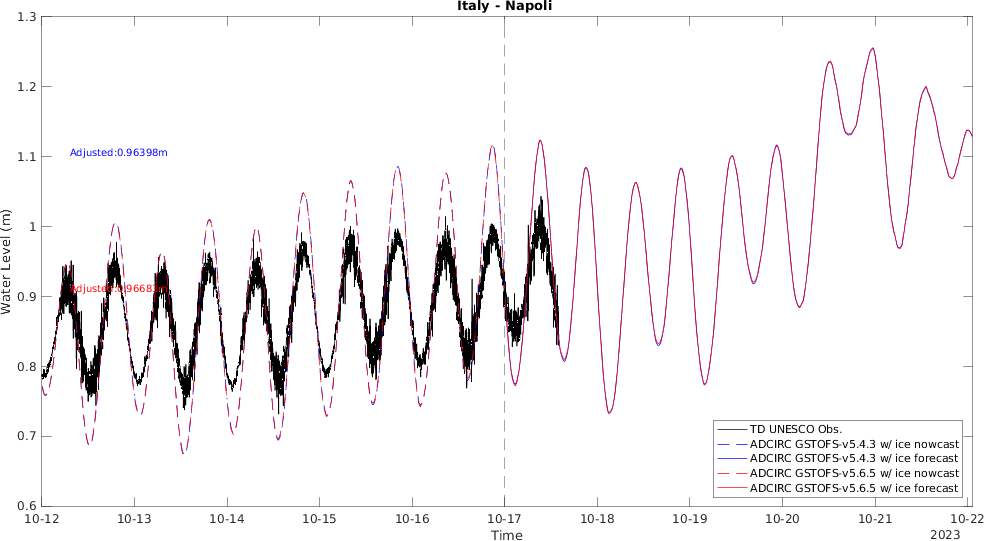 Italy - Napoli
Water Level (m)
1.3
1.2
1.1
1
0.9
0.8
0.7
0.6
Adjusted:0.96398m
10-12
10-13
10-14
10-15
10-16
10-17
10-18
10-19
10-20
10-21
10-22
Time
2023
TD UNESCO Obs.
ADCIRC GSTOFS-v5.4.3 w/ ice nowcast
ADCIRC GSTOFS-v5.4.3 w/ ice forecast
ADCIRC GSTOFS-v5.6.5 w/ ice nowcast
ADCIRC GSTOFS-v5.6.5 w/ ice forecast